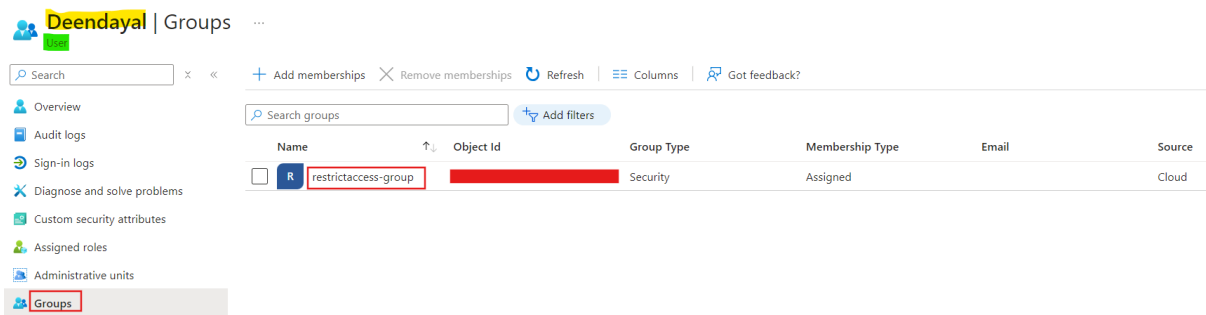 Deendayal | Groups ...
User
Search
Add memberships Remove memberships Refresh Columns Got feedback?
Overview
Audit logs
Sign-in logs
Diagnose and solve problems
Custom security attributes
Assigned roles
Administrative units
Groups
Search groups Add filters
Name Object Id Group Type Membership Type Email Source
R restrictaccess-group Security Assigned Cloud